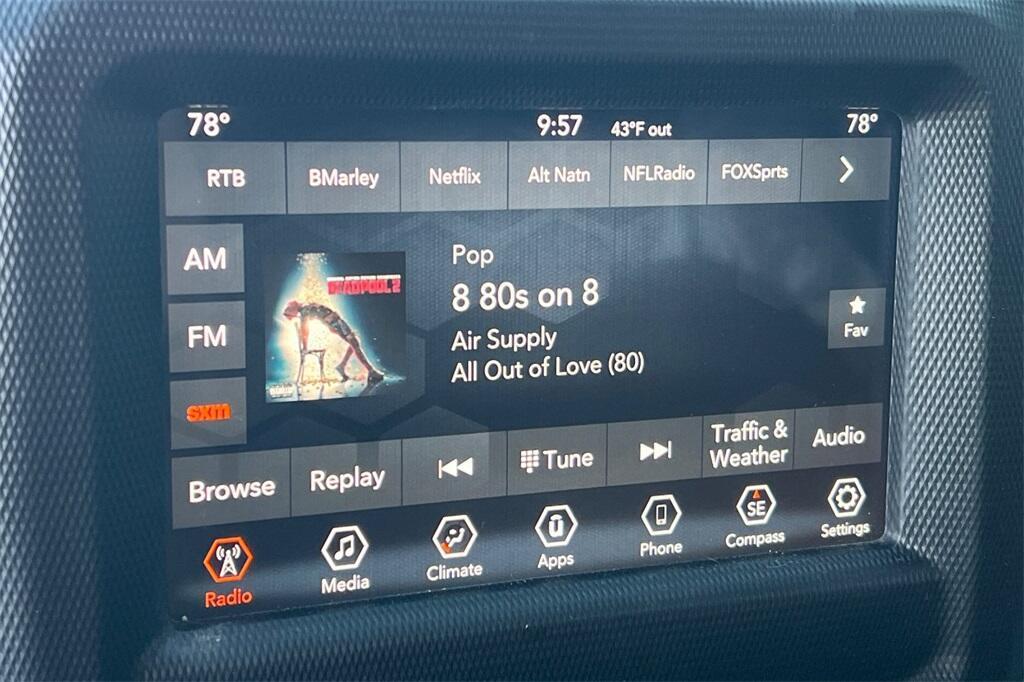 78° 9:57 43°F out 78°
RTB BMarley Netflix Alt Natn NFLRadio FOXSprts
AM
FM
sxm
DEADPOOL 2
Pop
8 80s on 8
Air Supply
All Out of Love (80)
Fav
Browse Replay Tune Traffic & Weather Audio
Radio Media Climate Apps Phone SE Compass Settings